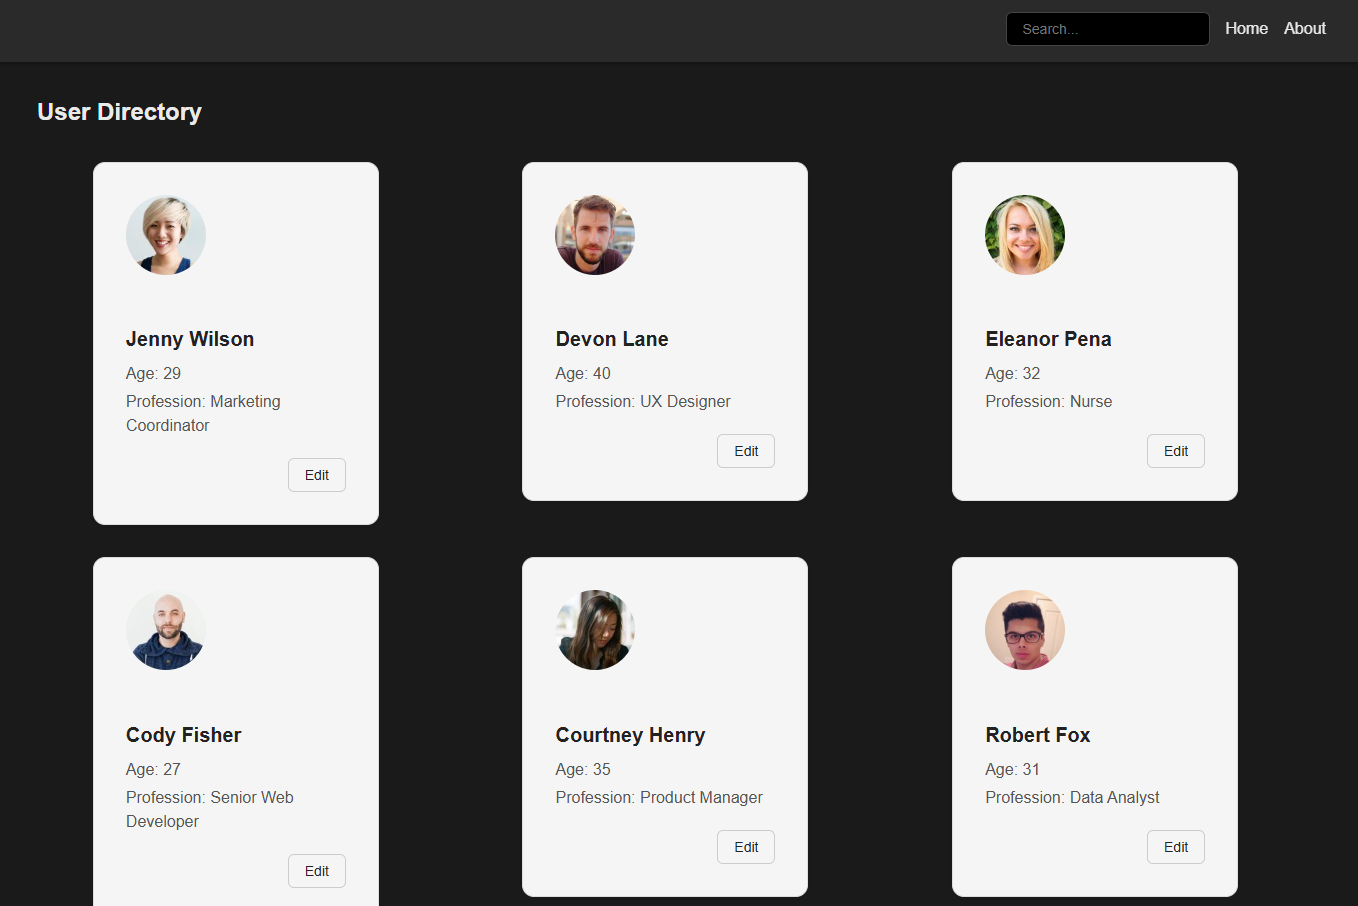 Search...
Home
About
User Directory
Jenny Wilson
Age: 29
Profession: Marketing
Coordinator
Edit
Devon Lane
Age: 40
Profession: UX Designer
Edit
Eleanor Pena
Age: 32
Profession: Nurse
Edit
Cody Fisher
Age: 27
Profession: Senior Web
Developer
Edit
Courtney Henry
Age: 35
Profession: Product Manager
Edit
Robert Fox
Age: 31
Profession: Data Analyst
Edit